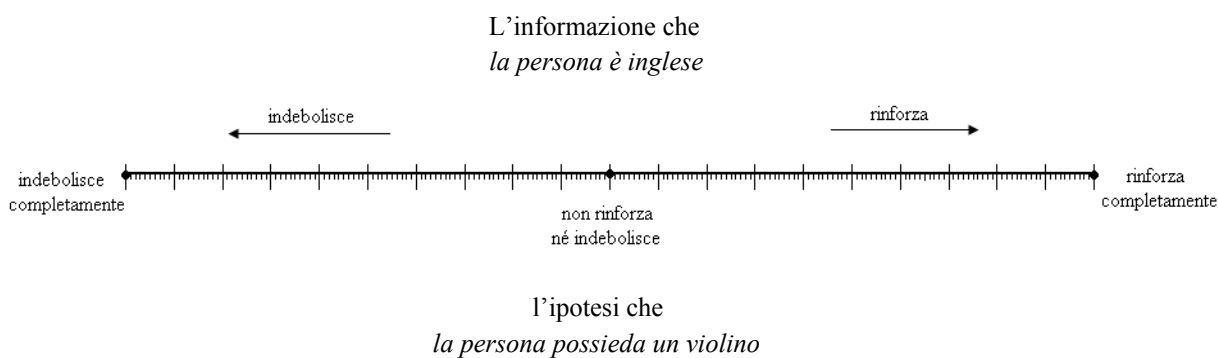 L’informazione che
la persona è inglese
indebolisce
rinforza
indebolisce
completamente
non rinforza
né indebolisce
rinforza
completamente
l’ipotesi che
la persona possieda un violino